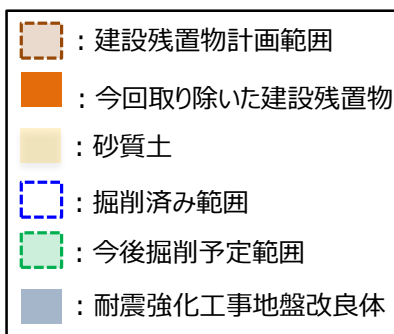 ：建設残置物計画範囲
：今回取り除いた建設残置物
：砂質土
：掘削済み範囲
：今後掘削予定範囲
：耐震強化工事地盤改良体